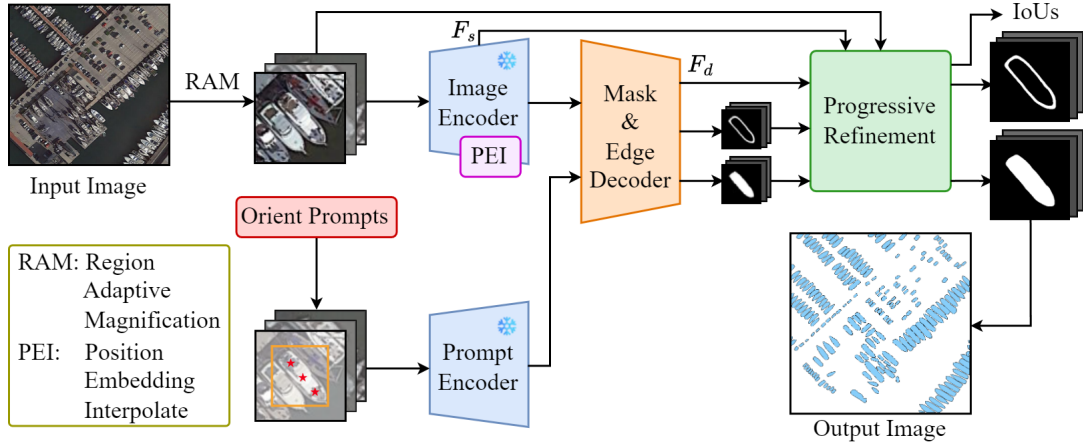 IoUs
F_s
RAM
Image
Encoder
PEI
F_d
Mask
&
Edge
Decoder
Progressive
Refinement
Input Image
Orient Prompts
RAM: Region
Adaptive
Magnification
PEI: Position
Embedding
Interpolate
Prompt
Encoder
Output Image